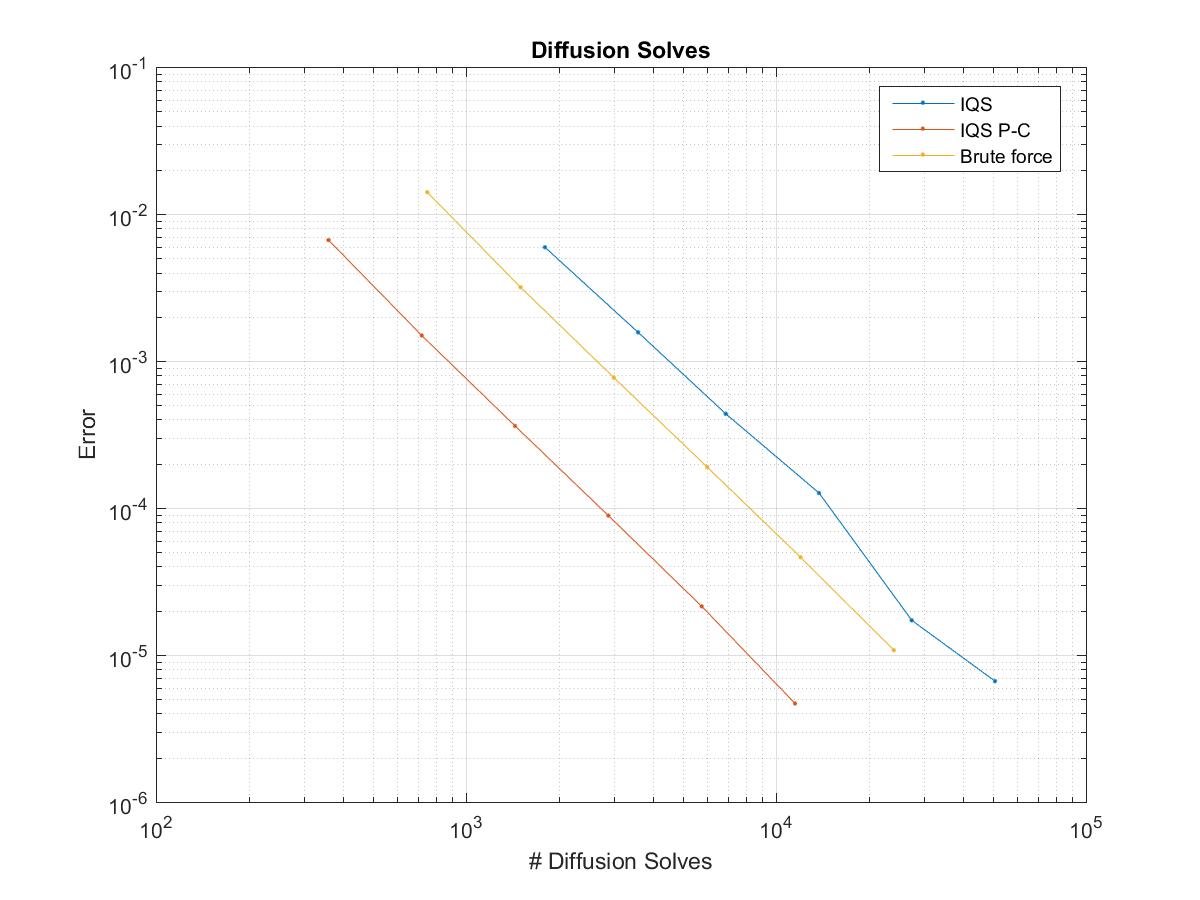 Diffusion Solves
10^-1
10^-2
10^-3
10^-4
10^-5
10^-6
Error
IQS
IQS P-C
Brute force
10^2
10^3
10^4
10^5
# Diffusion Solves